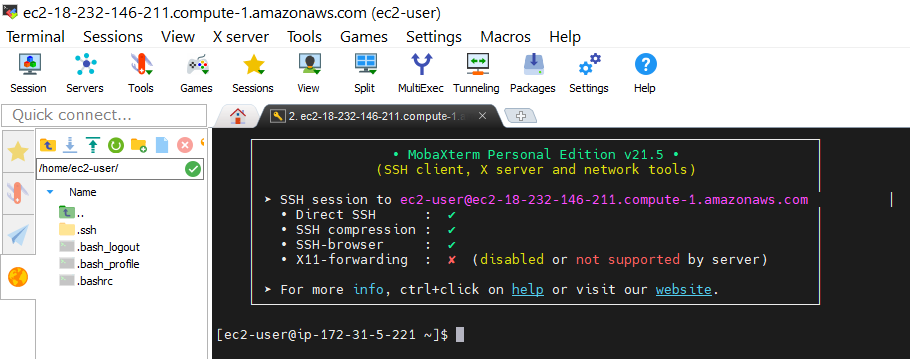 ec2-18-232-146-211.compute-1.amazonaws.com (ec2-user)
Terminal Sessions View X server Tools Games Settings Macros Help
Session Servers Tools Games Sessions View Split MultiExec Tunneling Packages Settings Help
Quick connect...
2. ec2-18-232-146-211.compute-1.a
/home/ec2-user/
Name
..
.ssh
.bash_logout
.bash_profile
.bashrc
• MobaXterm Personal Edition v21.5 •
(SSH client, X server and network tools)
➤ SSH session to ec2-user@ec2-18-232-146-211.compute-1.amazonaws.com
• Direct SSH : ✔
• SSH compression : ✔
• SSH-browser : ✔
• X11-forwarding : ✘ (disabled or not supported by server)
➤ For more info, ctrl+click on help or visit our website.
[ec2-user@ip-172-31-5-221 ~]$